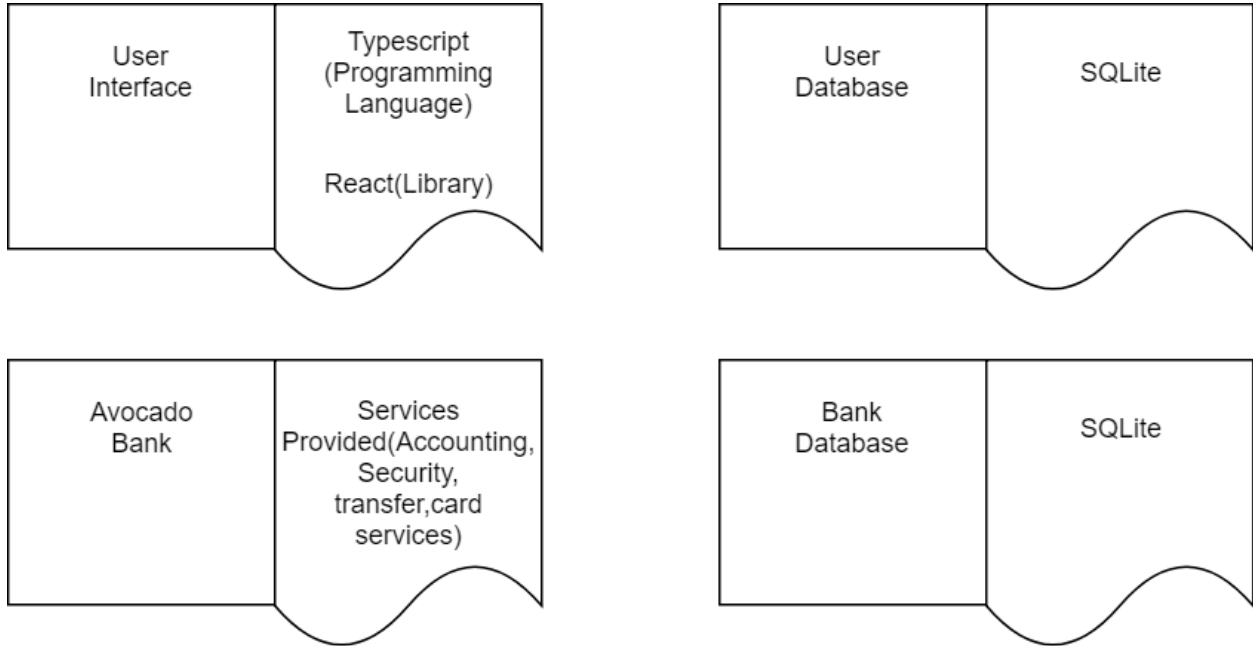 User
Interface
Typescript
(Programming
Language)
React(Library)
User
Database
SQLite
Avocado
Bank
Services
Provided(Accounting,
Security,
transfer,card
services)
Bank
Database
SQLite